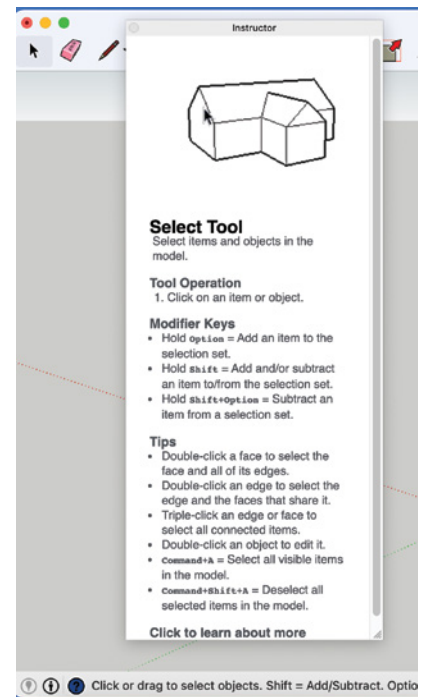 Instructor
Select Tool
Select items and objects in the
model.
Tool Operation
1. Click on an item or object.
Modifier Keys
• Hold Option = Add an item to the
selection set.
• Hold Shift = Add and/or subtract
an item to/from the selection set.
• Hold Shift+Option = Subtract an
item from a selection set.
Tips
• Double-click a face to select the
face and all of its edges.
• Double-click an edge to select the
edge and the faces that share it.
• Triple-click an edge or face to
select all connected items.
• Double-click an object to edit it.
• Command+A = Select all visible items
in the model.
• Command+Shift+A = Deselect all
selected items in the model.
Click to learn about more
Click or drag to select objects. Shift = Add/Subtract. Optio